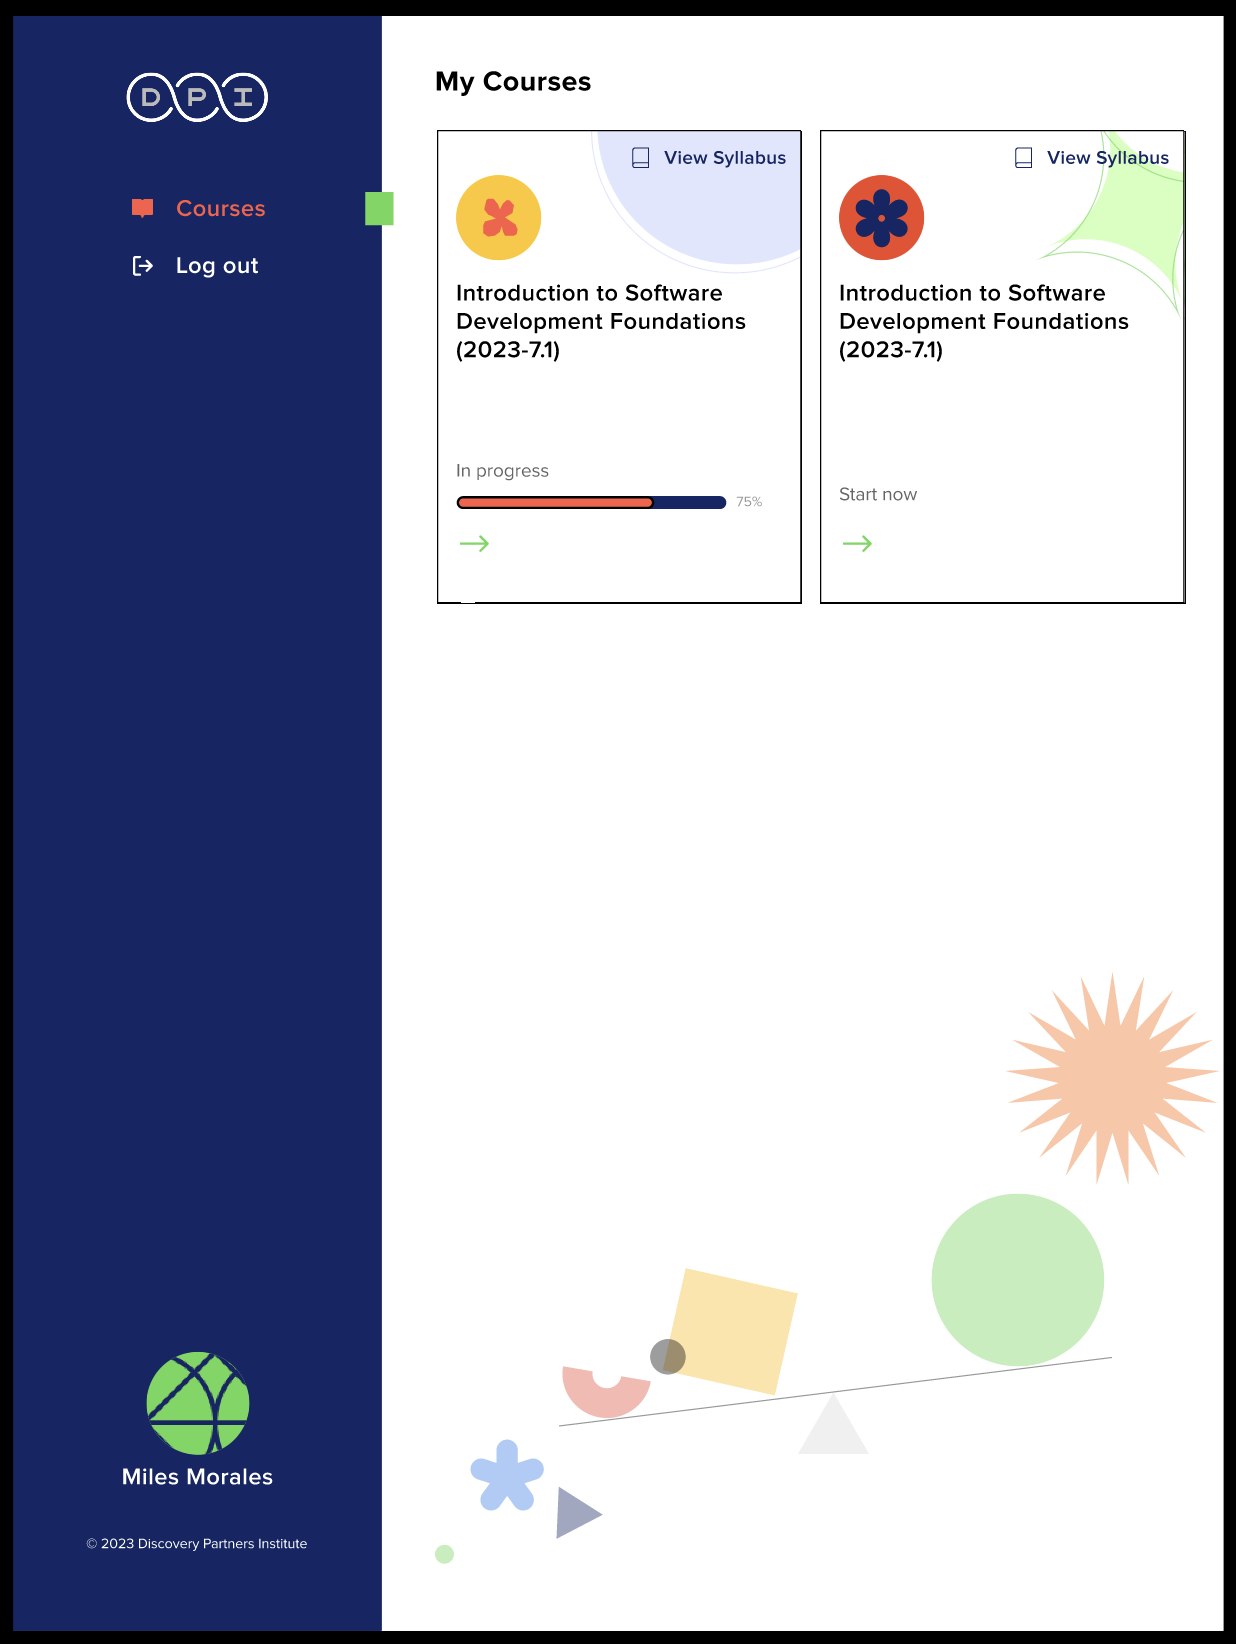 DPI
Courses
Log out
Miles Morales
© 2023 Discovery Partners Institute
My Courses
View Syllabus
Introduction to Software
Development Foundations
(2023-7.1)
In progress
75%
View Syllabus
Introduction to Software
Development Foundations
(2023-7.1)
Start now